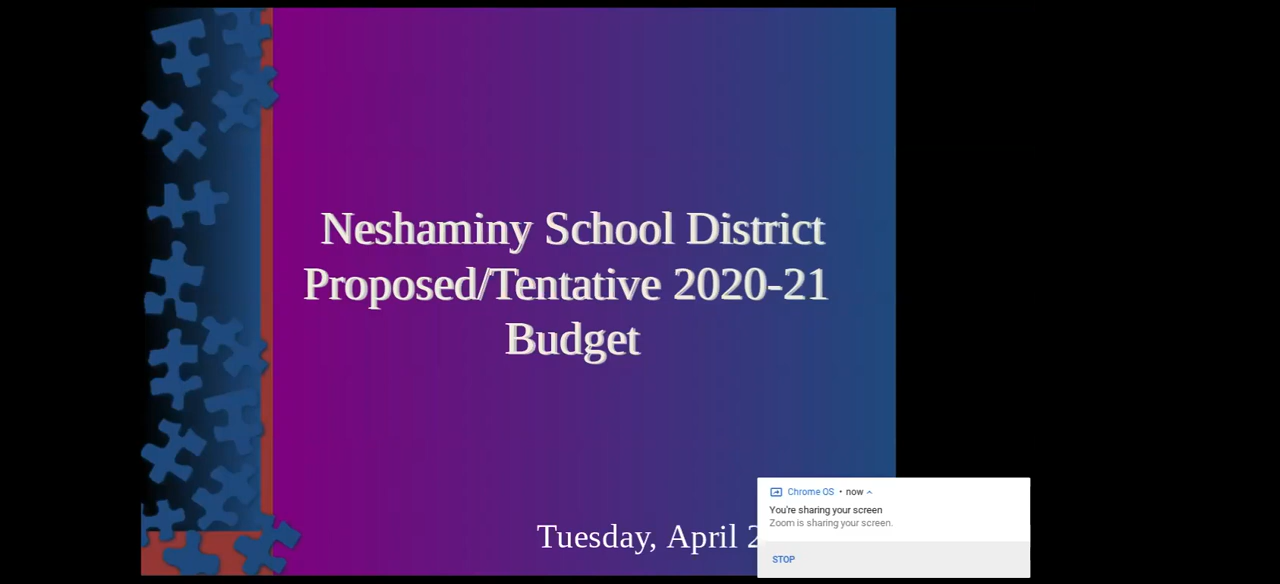 Neshaminy School District
Proposed/Tentative 2020-21
Budget
Tuesday, April 2
Chrome OS • now
You're sharing your screen
Zoom is sharing your screen.
STOP